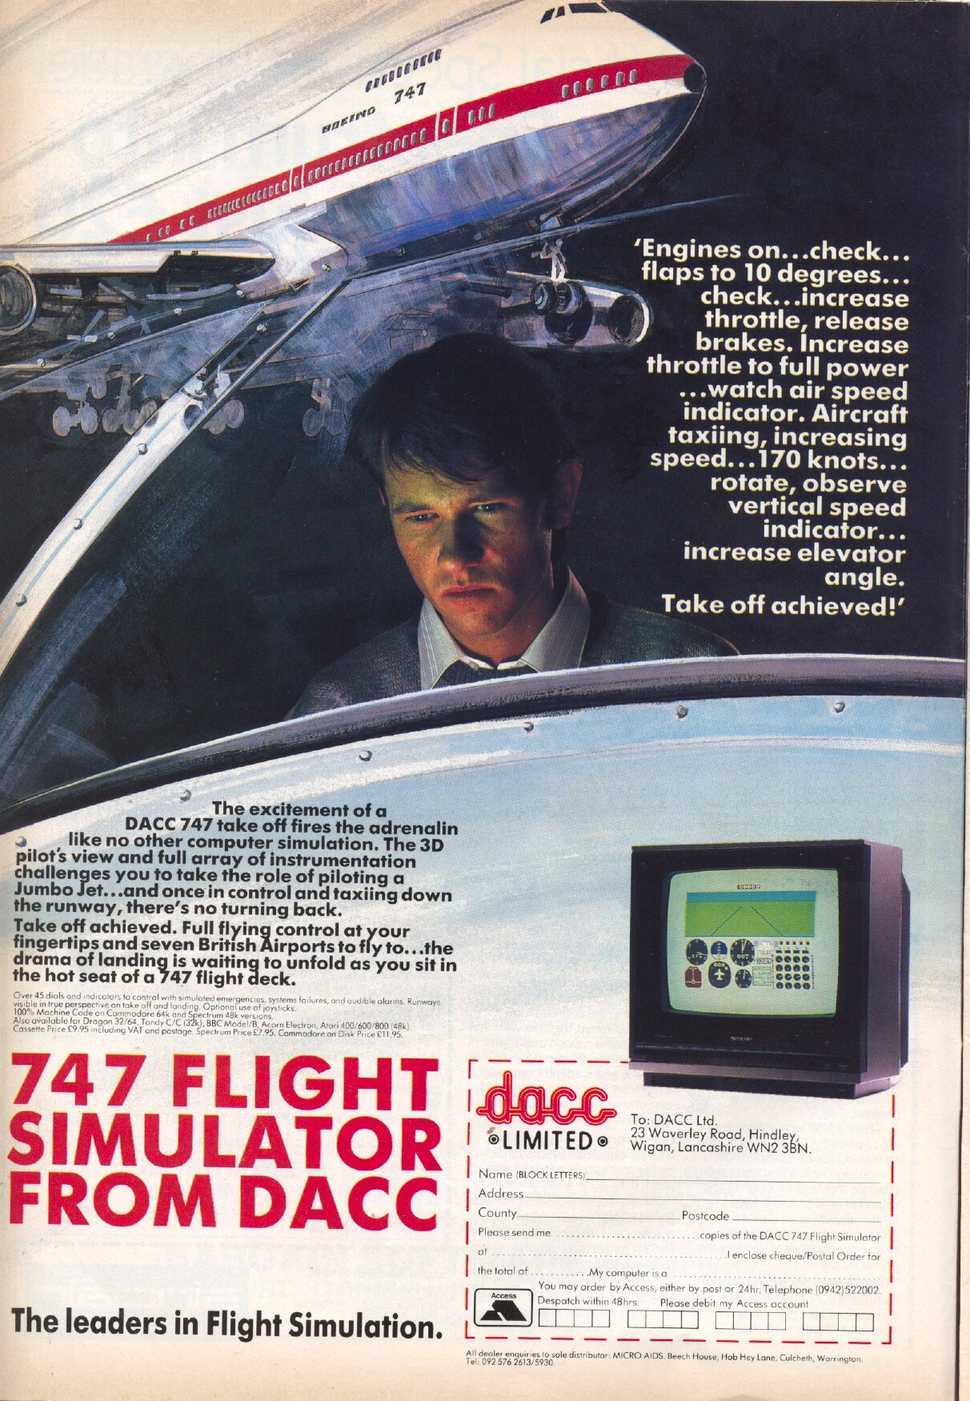 BOEING 747
'Engines on...check...
flaps to 10 degrees...
check...increase
throttle, release
brakes. Increase
throttle to full power
...watch air speed
indicator. Aircraft
taxiing, increasing
speed...170 knots...
rotate, observe
vertical speed
indicator...
increase elevator
angle.
Take off achieved!'
The excitement of a
DACC 747 take off fires the adrenalin
like no other computer simulation. The 3D
pilot's view and full array of instrumentation
challenges you to take the role of piloting a
Jumbo Jet...and once in control and taxiing down
the runway, there's no turning back.
Take off achieved. Full flying control at your
fingertips and seven British Airports to fly to...the
drama of landing is waiting to unfold as you sit in
the hot seat of a 747 flight deck.
Over 45 dials and indicators to control with simulated emergencies, systems failures, and audible alarms. Runways
visible in true perspective on take off and landing. Optional use of joysticks.
100% Machine Code on Commodore 64k and Spectrum 48k versions.
Also available for Dragon 32/64, Tandy C/C (32k), BBC Model/B, Acorn Electron, Atari 400/600/800 (48k)
Cassette Price £9.95 including VAT and postage. Spectrum Price £7.95. Commodore on Disk Price £11.95.
747 FLIGHT
SIMULATOR
FROM DACC
The leaders in Flight Simulation.
dacc
LIMITED
To: DACC Ltd.
23 Waverley Road, Hindley,
Wigan, Lancashire WN2 3BN.
Name (BLOCK LETTERS)
Address
County Postcode
Please send me copies of the DACC 747 Flight Simulator
at I enclose cheque/Postal Order for
the total of My computer is a
You may order by Access, either by post or 24hr. Telephone (0942) 522002.
Access
Despatch within 48hrs. Please debit my Access account
All dealer enquiries to sole distributor: MICRO AIDS. Beech House, Hob Hey Lane, Culcheth, Warrington.
Tel: 092 576 2613/5930.